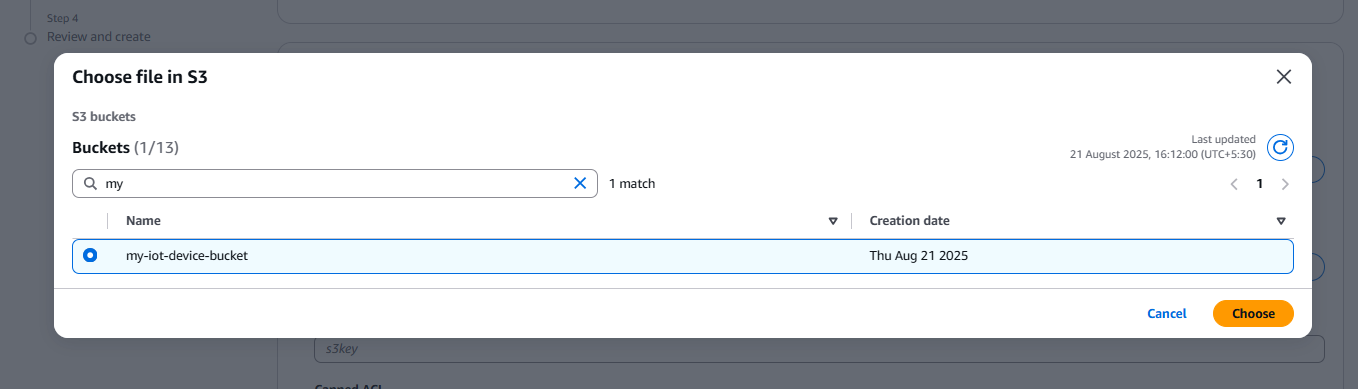 Step 4
Review and create
Choose file in S3
S3 buckets
Buckets (1/13)
Last updated
21 August 2025, 16:12:00 (UTC+5:30)
my
1 match
1
Name
Creation date
my-iot-device-bucket
Thu Aug 21 2025
Cancel
Choose
s3key
Canned ACL